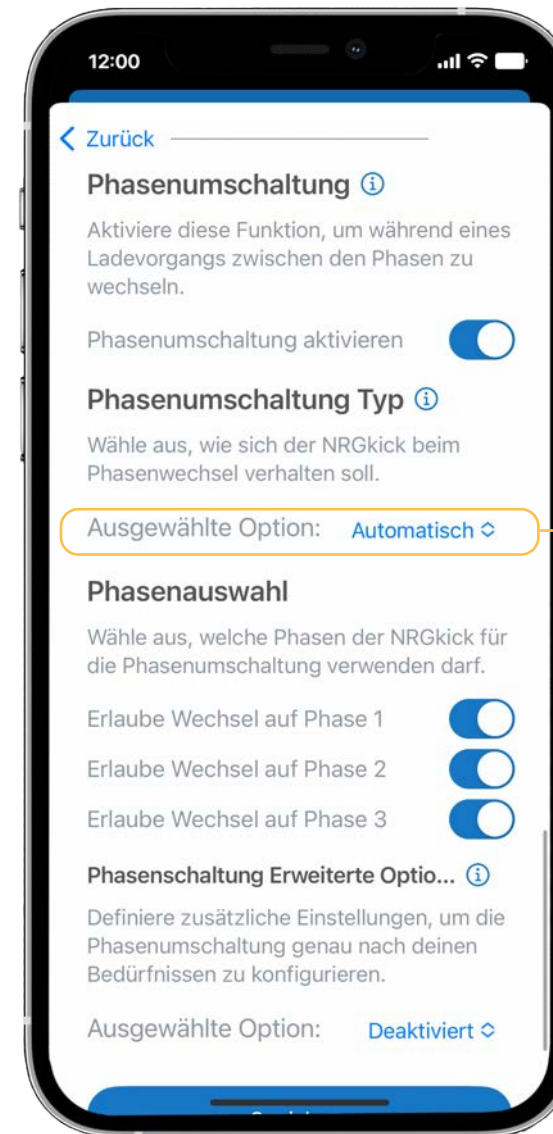 12:00
Zurück
Phasenumschaltung
Aktiviere diese Funktion, um während eines
Ladevorgangs zwischen den Phasen zu
wechseln.
Phasenumschaltung aktivieren
Phasenumschaltung Typ
Wähle aus, wie sich der NRGkick beim
Phasenwechsel verhalten soll.
Ausgewählte Option: Automatisch
Phasenauswahl
Wähle aus, welche Phasen der NRGkick für
die Phasenumschaltung verwenden darf.
Erlaube Wechsel auf Phase 1
Erlaube Wechsel auf Phase 2
Erlaube Wechsel auf Phase 3
Phasenschaltung Erweiterte Optio...
Definiere zusätzliche Einstellungen, um die
Phasenumschaltung genau nach deinen
Bedürfnissen zu konfigurieren.
Ausgewählte Option: Deaktiviert